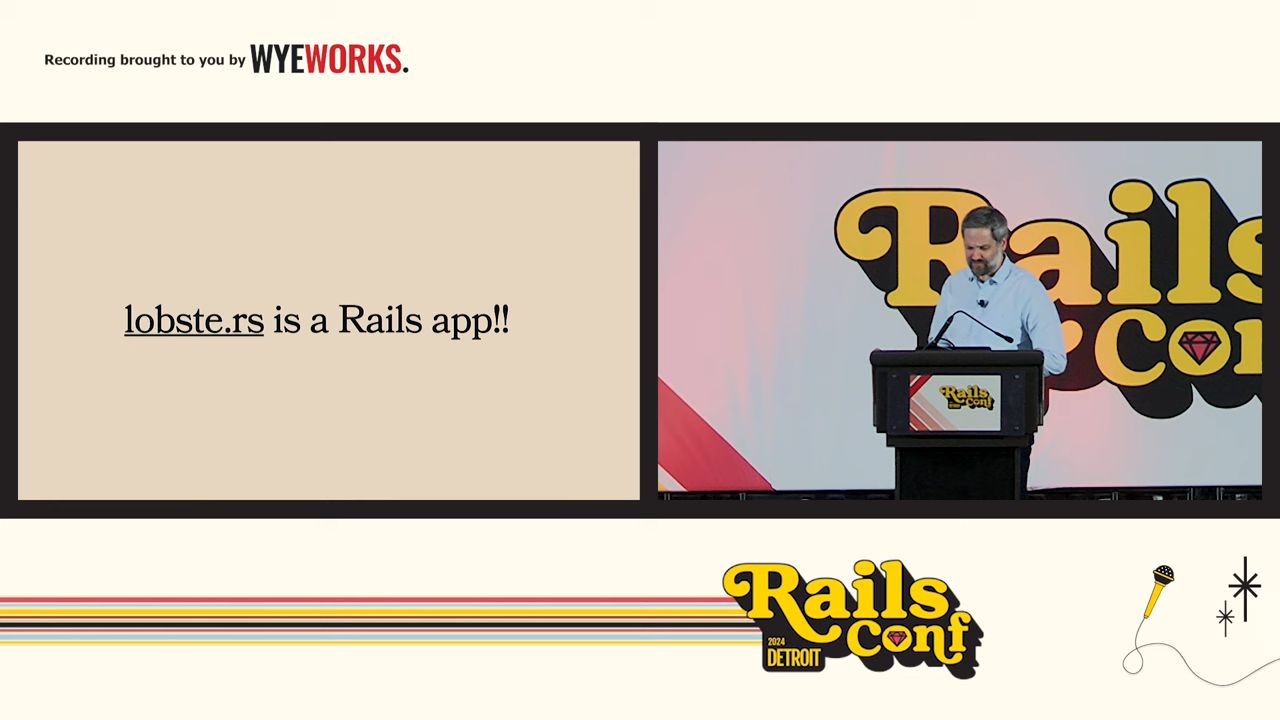 Recording brought to you by WYEWORKS.
lobste.rs is a Rails app!!
Rails
Conf
Rails
Conf
Rails
Conf
2024
DETROIT